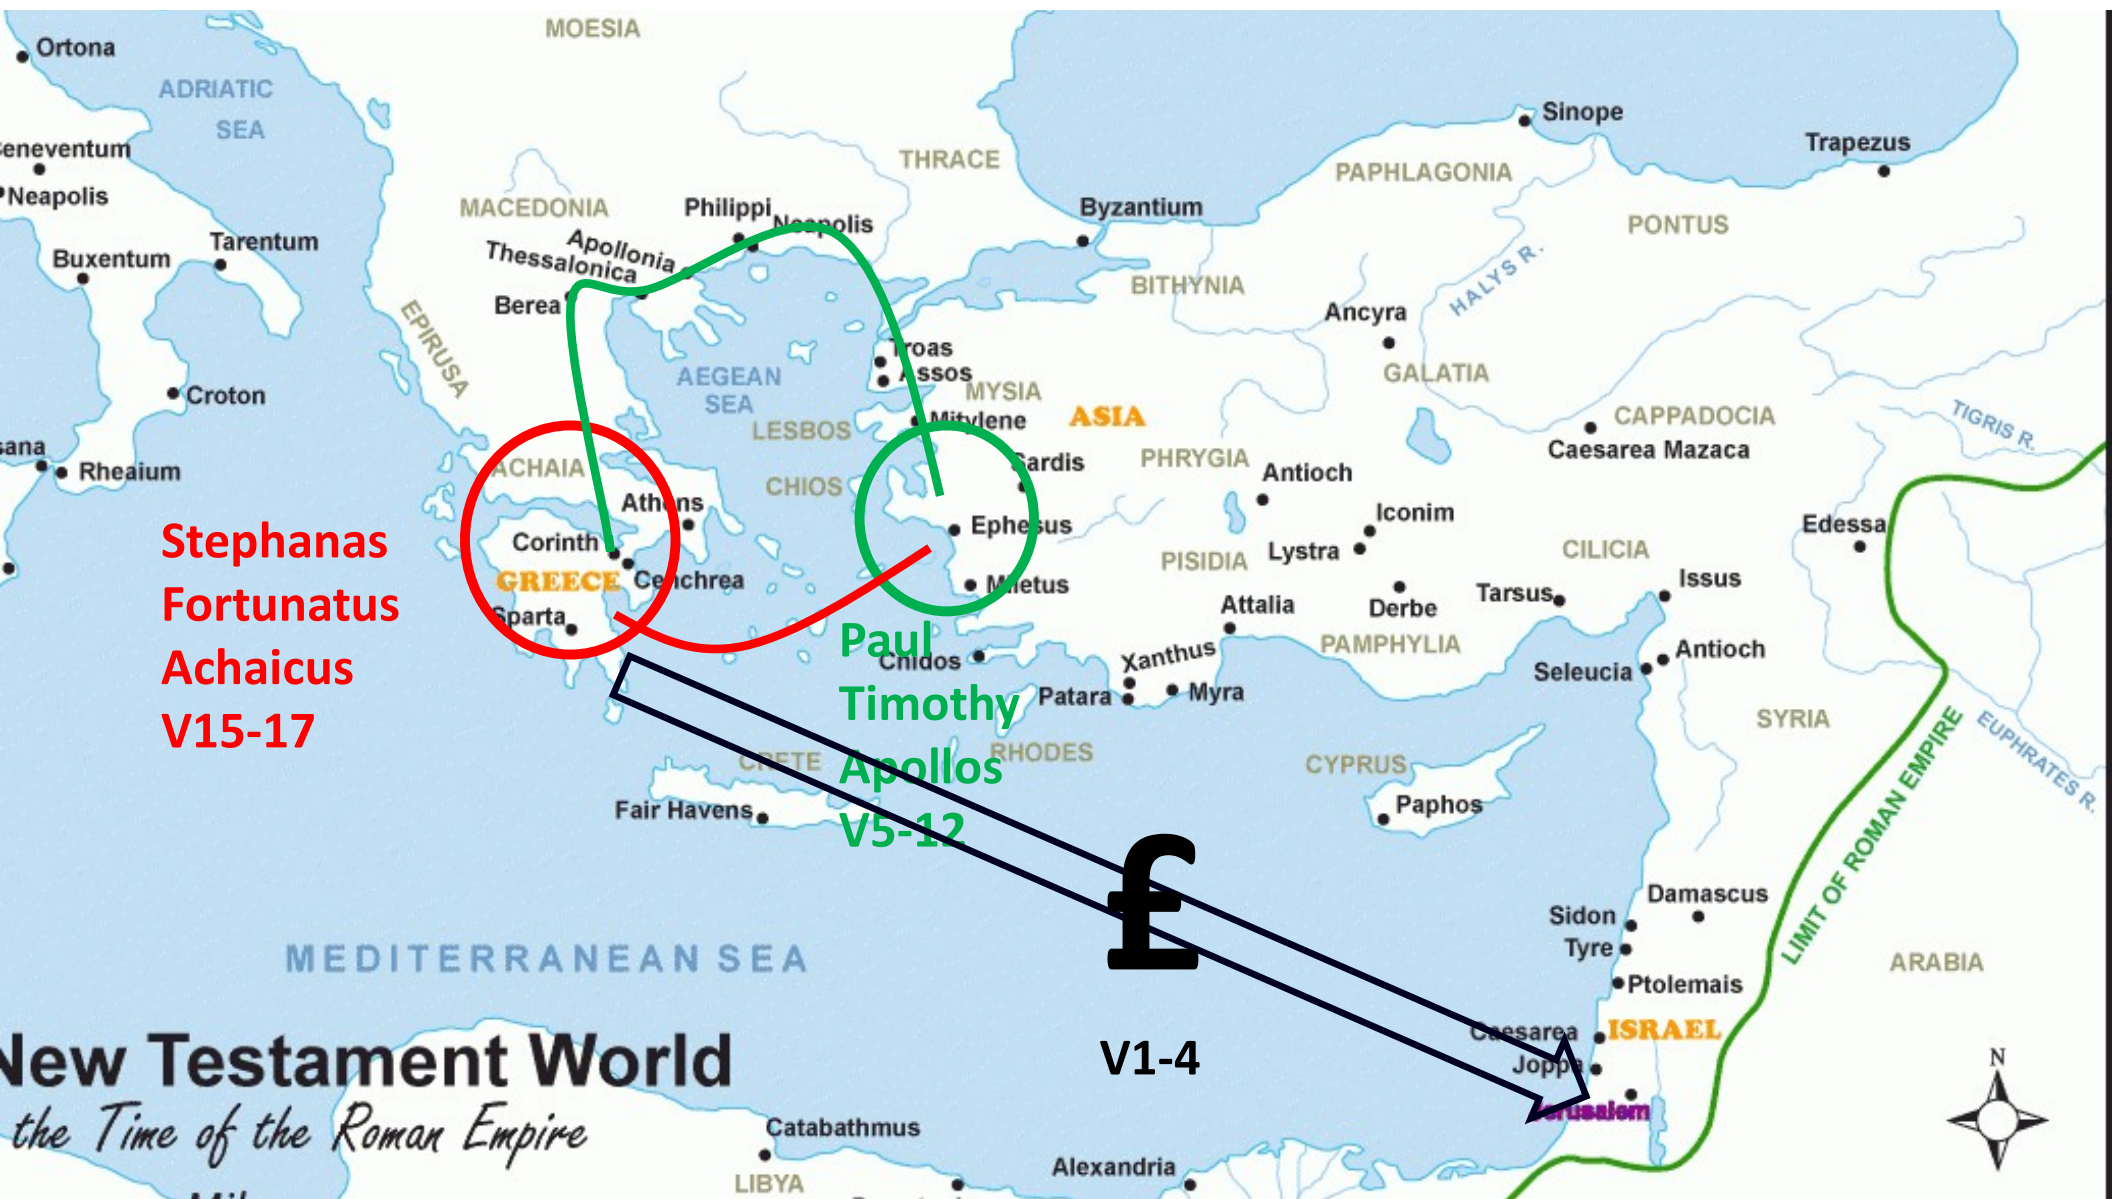 MOESIA
Ortona
ADRIATIC
SEA
Sinope
Trapezus
THRACE
eneventum
PAPHLAGONIA
Neapolis
MACEDONIA
Philippi
Neapolis
Byzantium
PONTUS
Tarentum
Apollonia
Thessalonica
Buxentum
HALYS R.
BITHYNIA
Berea
EPIRUSA
Ancyra
Troas
Assos
GALATIA
AEGEAN
SEA
MYSIA
Croton
ASIA
Mitylene
CAPPADOCIA
TIGRIS R.
LESBOS
sana
Caesarea Mazaca
ACHAIA
Rheaium
Sardis
PHRYGIA
Antioch
CHIOS
Athens
Iconim
Ephesus
Edessa
Stephanas
Fortunatus
Achaicus
V15-17
Corinth
Lystra
CILICIA
PISIDIA
GREECE
Cenchrea
Miletus
Issus
Tarsus
Derbe
Attalia
Sparta
PAMPHYLIA
Paul
Timothy
Apollos
V5-12
Cnidos
Xanthus
Antioch
Seleucia
Patara
Myra
SYRIA
LIMIT OF ROMAN EMPIRE
EUPHRATES R.
CRETE
RHODES
CYPRUS
Fair Havens
Paphos
£
Damascus
Sidon
Tyre
MEDITERRANEAN SEA
ARABIA
Ptolemais
Caesarea
ISRAEL
V1-4
Joppa
New Testament World
N
Jerusalem
the Time of the Roman Empire
Catabathmus
Alexandria
LIBYA